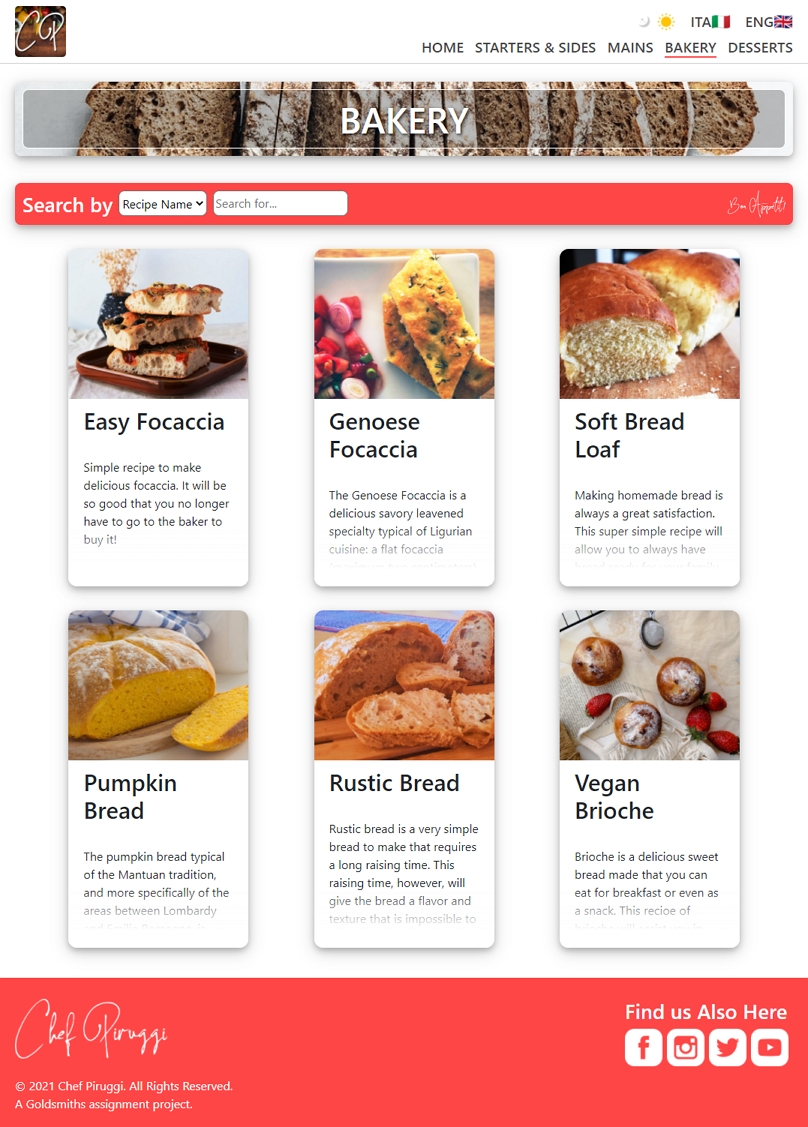 CGP
ITA ENG
HOME STARTERS & SIDES MAINS BAKERY DESSERTS
BAKERY
Search by Recipe Name Search for... Bon Appetit!
Easy Focaccia
Simple recipe to make
delicious focaccia. It will be
so good that you no longer
have to go to the baker to
buy it!
Genoese
Focaccia
The Genoese Focaccia is a
delicious savory leavened
specialty typical of Ligurian
cuisine: a flat focaccia
Soft Bread
Loaf
Making homemade bread is
always a great satisfaction.
This super simple recipe will
allow you to always have
Pumpkin
Bread
The pumpkin bread typical
of the Mantuan tradition,
and more specifically of the
areas between Lombardy
Rustic Bread
Rustic bread is a very simple
bread to make that requires
a long raising time. This
raising time, however, will
give the bread a flavor and
texture that is impossible to
Vegan
Brioche
Brioche is a delicious sweet
bread made that you can
eat for breakfast or even as
a snack. This recioe of
Chef Piruggi
© 2021 Chef Piruggi. All Rights Reserved.
A Goldsmiths assignment project.
Find us Also Here